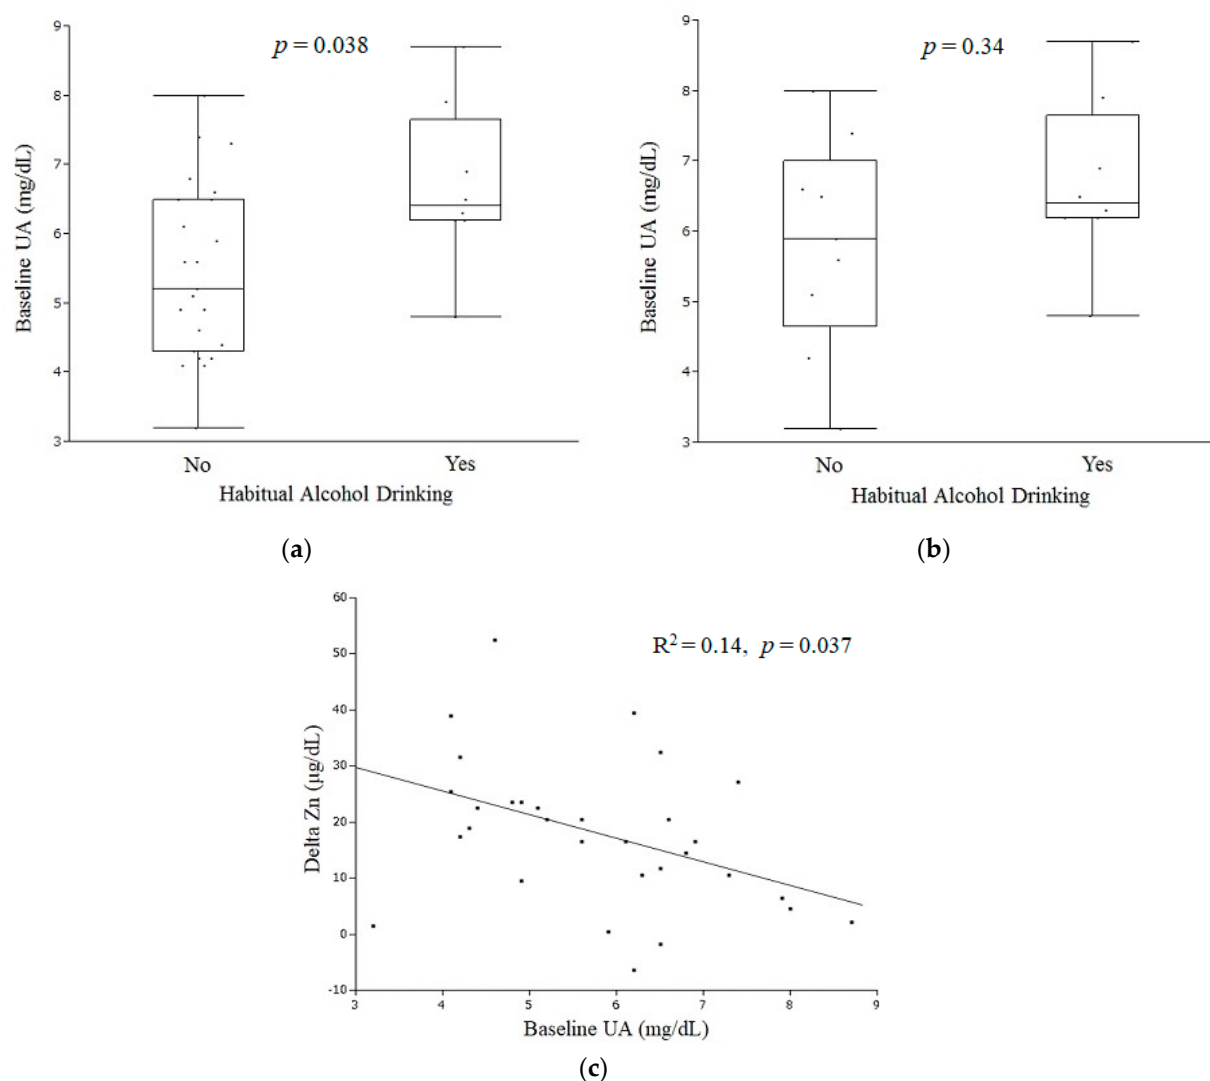 p = 0.038
9
8
7
6
5
4
3
Baseline UA (mg/dL)
No Yes
Habitual Alcohol Drinking
(a)
p = 0.34
9
8
7
6
5
4
3
Baseline UA (mg/dL)
No Yes
Habitual Alcohol Drinking
(b)
R² = 0.14, p = 0.037
60
50
40
30
20
10
0
-10
Delta Zn (µg/dL)
3 4 5 6 7 8 9
Baseline UA (mg/dL)
(c)